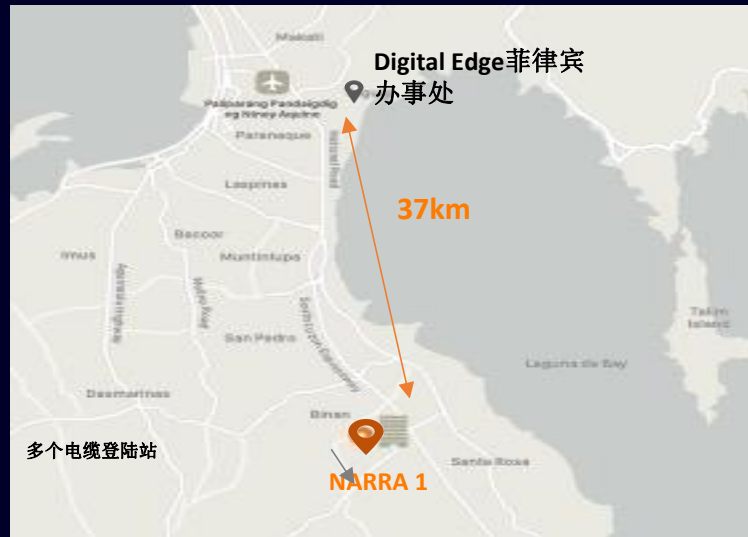 Makati
Digital Edge菲律宾
办事处
Paliparang Pandaigdig
ng Ninoy Aquino
Paranaque
Laspinas
37km
Bacoor
Imus
Muntinlupa
Talim
Island
San Pedro
Laguna de Bay
Dasmarinas
Binan
多个电缆登陆站
Santa Rosa
NARRA 1